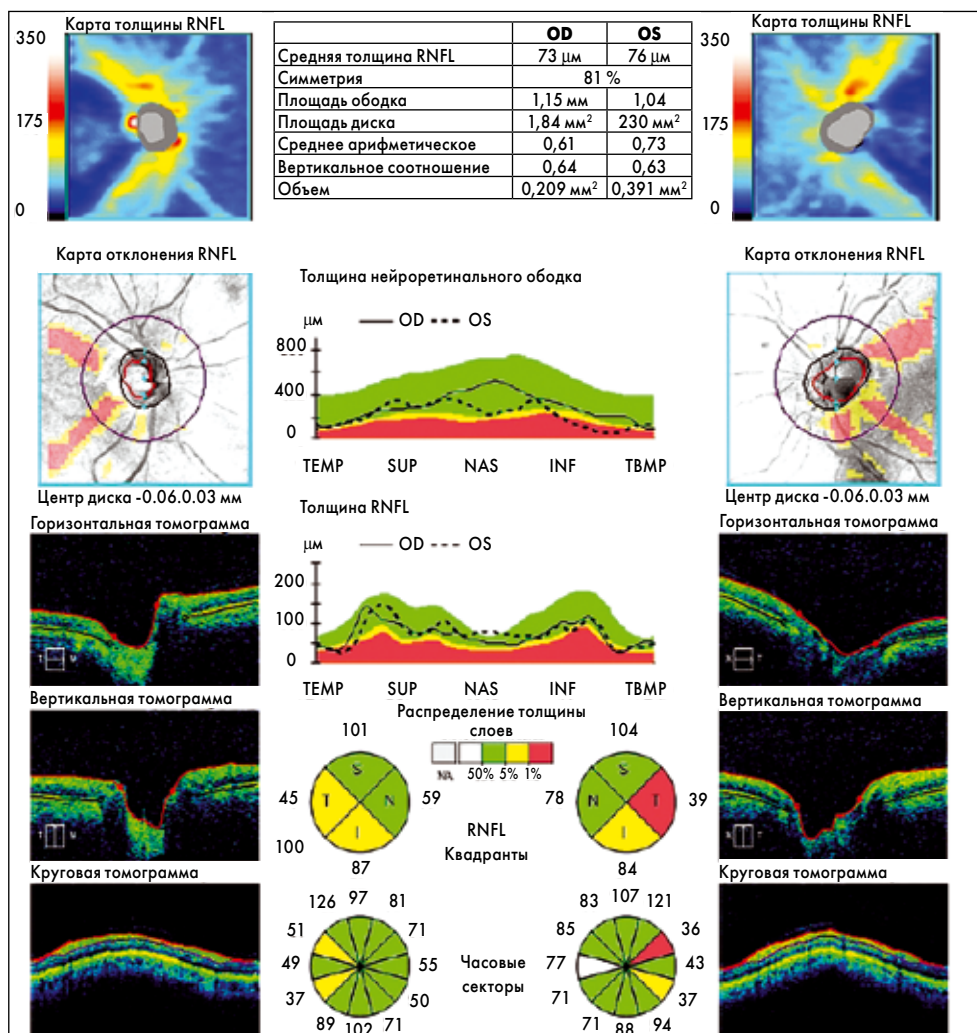 Карта толщины RNFL
350
175
0
OD OS
Средняя толщина RNFL 73 μм 76 μм
Симметрия 81 %
Площадь ободка 1,15 мм 1,04
Площадь диска 1,84 мм² 230 мм²
Среднее арифметическое 0,61 0,73
Вертикальное соотношение 0,64 0,63
Объем 0,209 мм² 0,391 мм²
Карта толщины RNFL
350
175
0
Карта отклонения RNFL
Центр диска -0.06.0.03 мм
Толщина нейроретинального ободка
μм OD OS
800
400
0
TEMP SUP NAS INF TBMP
Карта отклонения RNFL
Центр диска -0.06.0.03 мм
Горизонтальная томограмма
T N
Толщина RNFL
μм OD OS
200
100
0
TEMP SUP NAS INF TBMP
Горизонтальная томограмма
N T
Вертикальная томограмма
Распределение толщины
слоев
NA 50% 5% 1%
101
S
45 T N 59
I
100
87
RNFL
Квадранты
104
S
78 N T 39
I
84
Вертикальная томограмма
Круговая томограмма
126 97 81
51 71
49 55
37 50
89 102 71
Часовые
секторы
83 107 121
85 36
77 43
71 37
71 88 94
Круговая томограмма